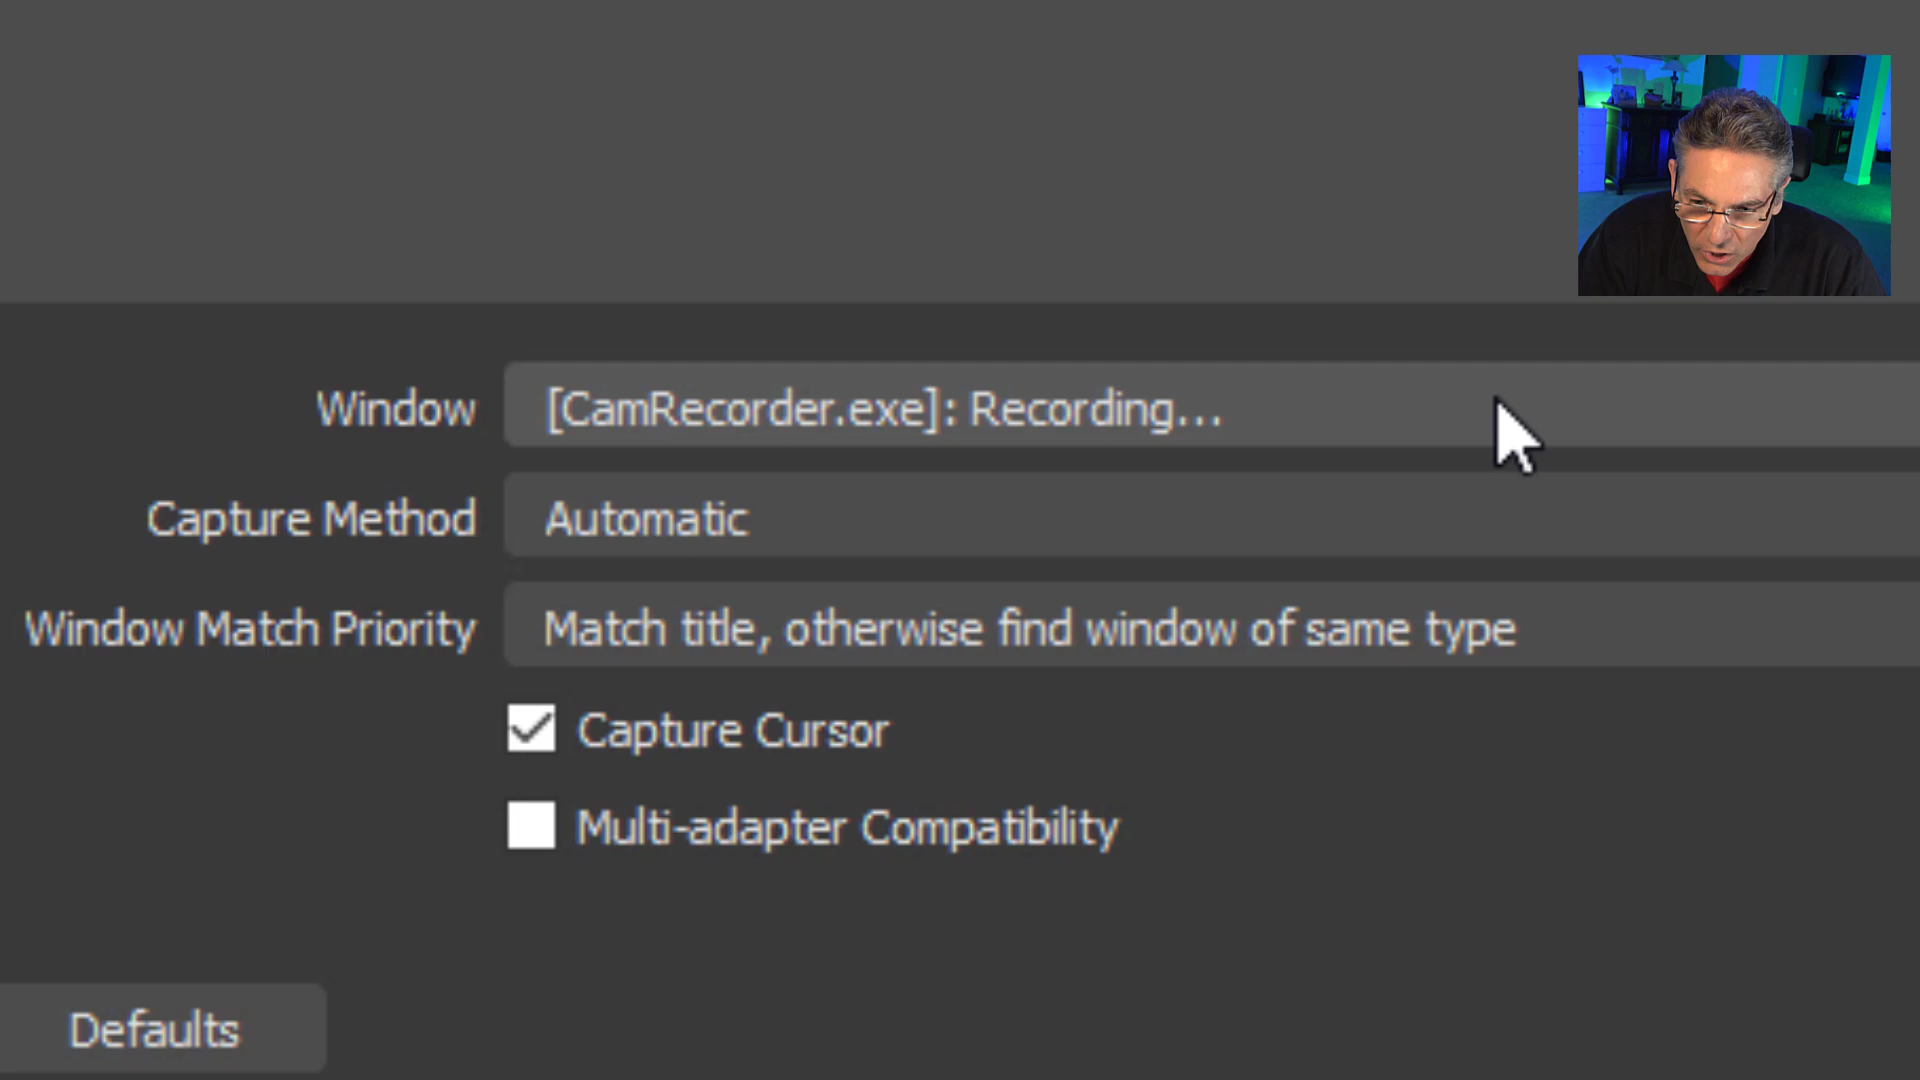 Window [CamRecorder.exe]: Recording...
Capture Method Automatic
Window Match Priority Match title, otherwise find window of same type
Capture Cursor
Multi-adapter Compatibility
Defaults